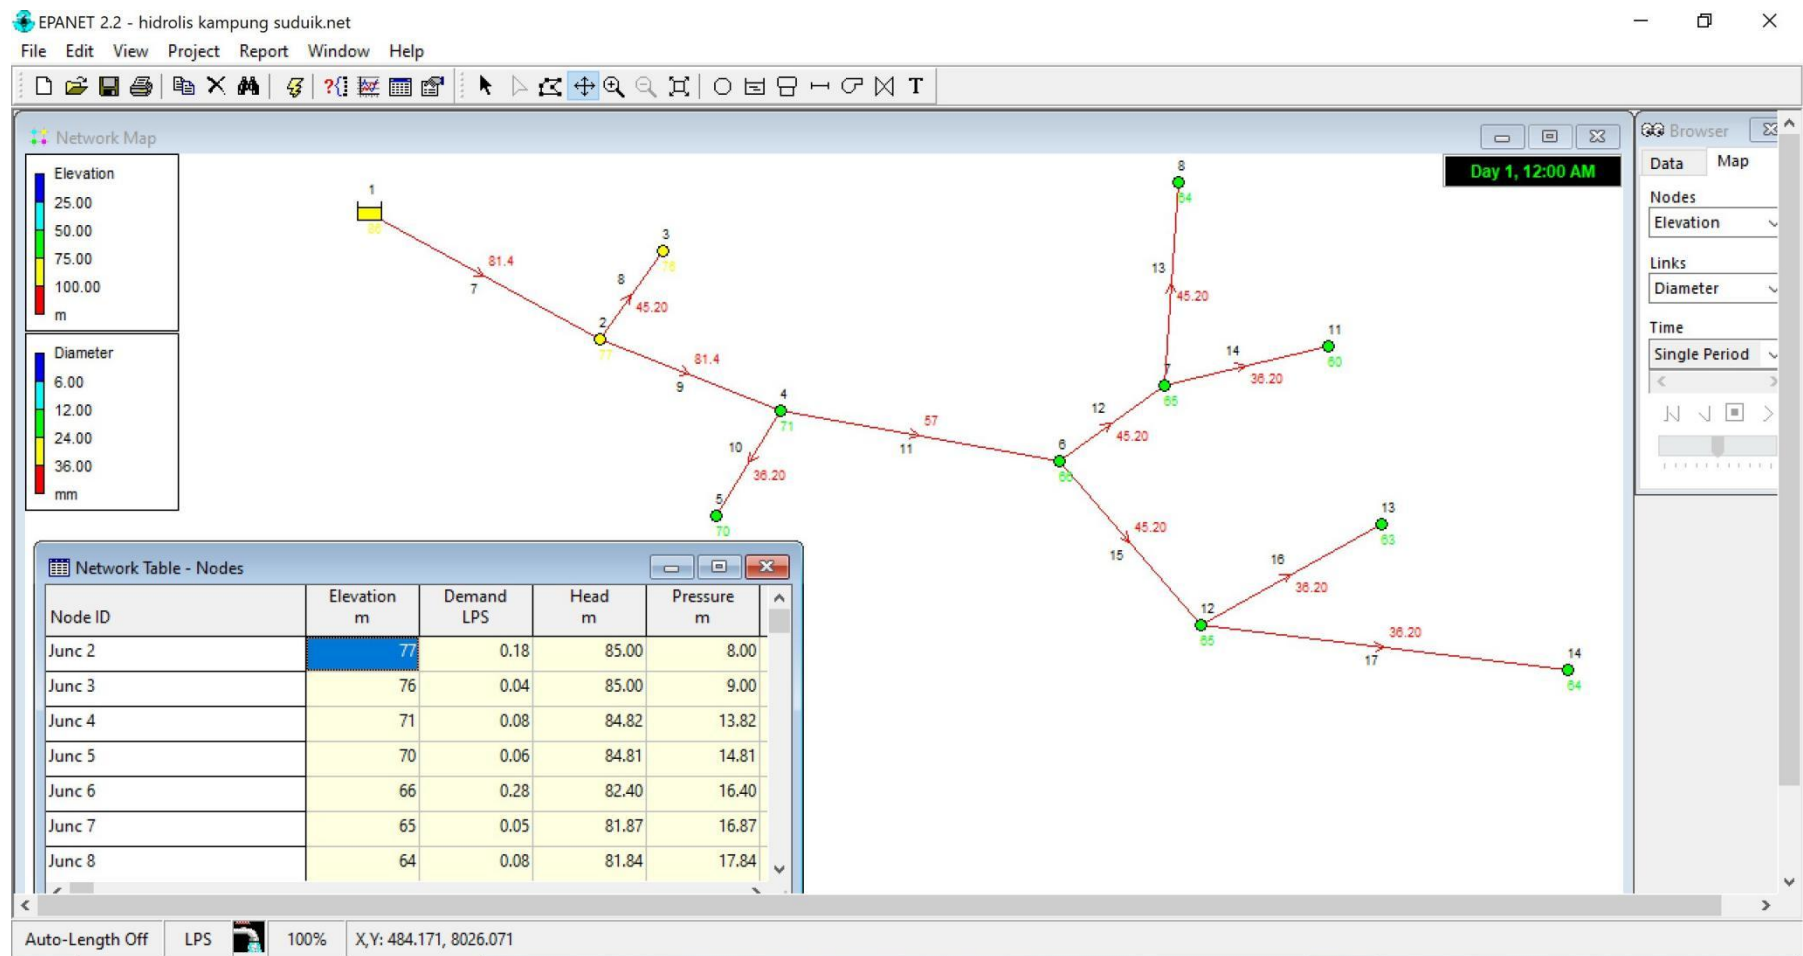 EPANET 2.2 - hidrolis kampung suduik.net
File Edit View Project Report Window Help
Network Map
Day 1, 12:00 AM
Elevation
25.00
50.00
75.00
100.00
m
Diameter
6.00
12.00
24.00
36.00
mm
1
86
81.4
7
3
76
8
45.20
2
77
81.4
9
4
71
10
36.20
5
70
57
11
6
66
12
45.20
7
65
13
45.20
8
64
14
36.20
11
60
45.20
15
16
36.20
13
63
12
65
36.20
17
14
64
Network Table - Nodes
Node ID Elevation m Demand LPS Head m Pressure m
Junc 2 77 0.18 85.00 8.00
Junc 3 76 0.04 85.00 9.00
Junc 4 71 0.08 84.82 13.82
Junc 5 70 0.06 84.81 14.81
Junc 6 66 0.28 82.40 16.40
Junc 7 65 0.05 81.87 16.87
Junc 8 64 0.08 81.84 17.84
Browser
Data Map
Nodes
Elevation
Links
Diameter
Time
Single Period
Auto-Length Off LPS 100% X,Y: 484.171, 8026.071